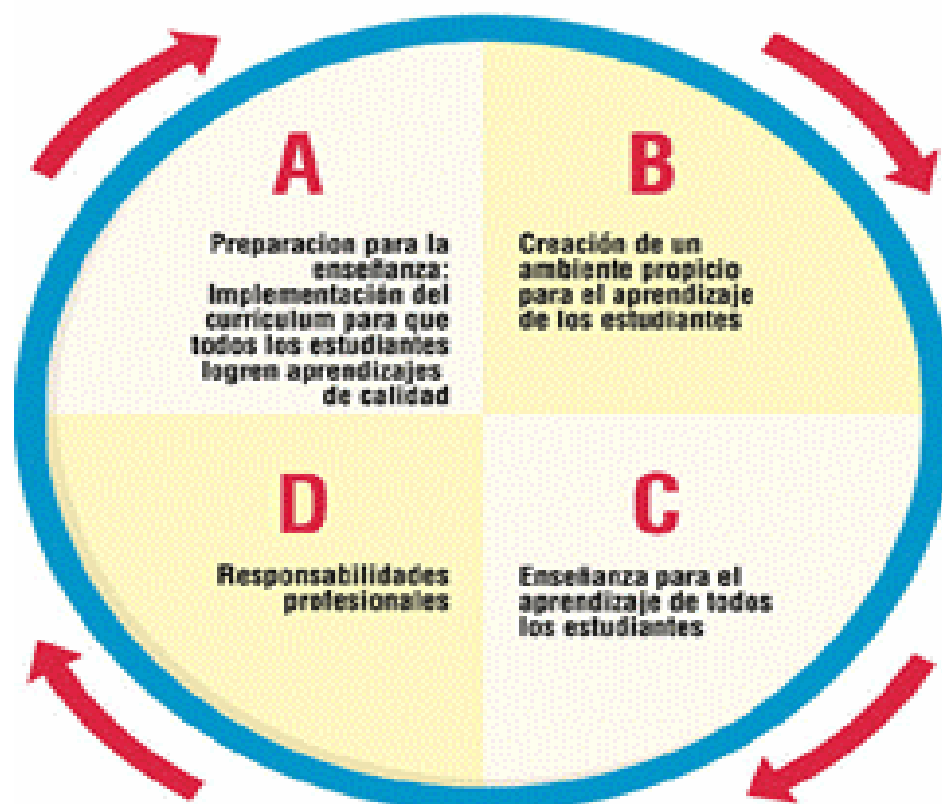 A
Preparacion para la
enseñanza:
Implementación del
currículum para que
todos los estudiantes
logren aprendizajes
de calidad
B
Creación de un
ambiente propicio
para el aprendizaje
de los estudiantes
D
Responsabilidades
profesionales
C
Enseñanza para el
aprendizaje de todos
los estudiantes